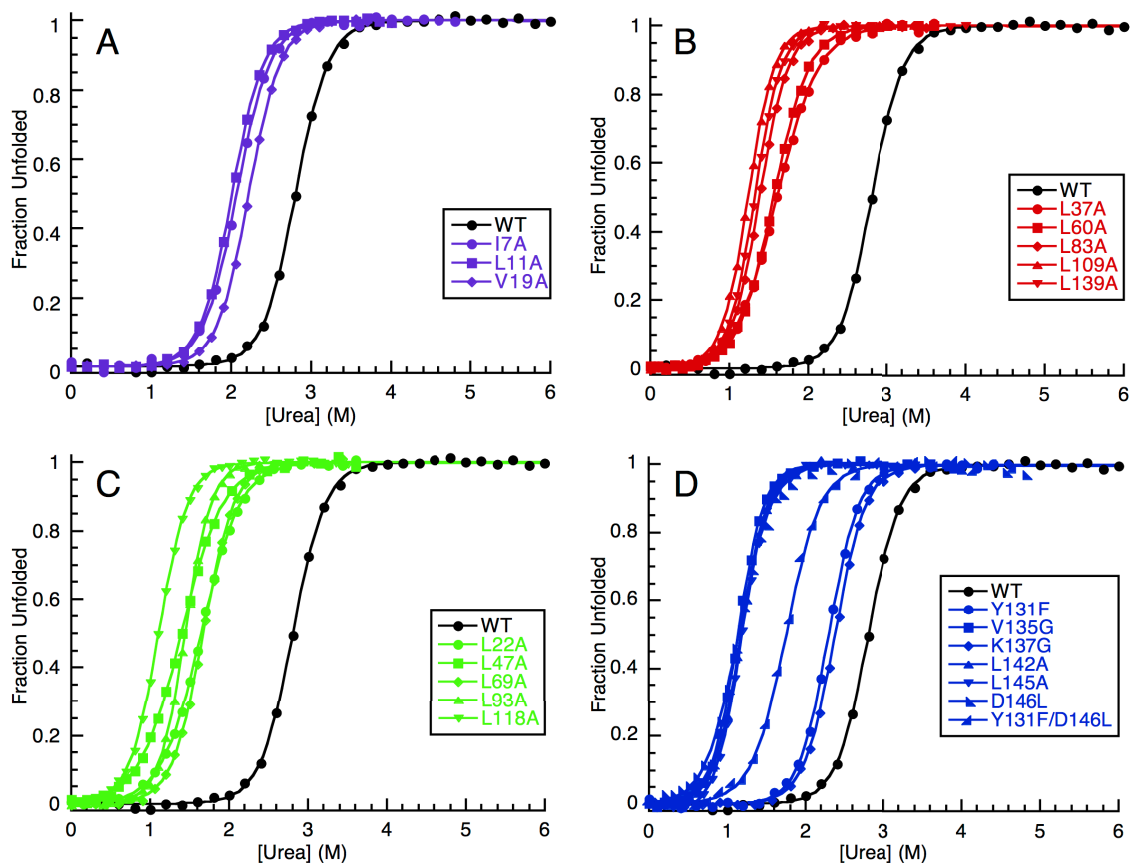 A
Fraction Unfolded
1
0.8
0.6
0.4
0.2
0
WT
I7A
L11A
V19A
0 1 2 3 4 5 6
[Urea] (M)
B
Fraction Unfolded
1
0.8
0.6
0.4
0.2
0
WT
L37A
L60A
L83A
L109A
L139A
0 1 2 3 4 5 6
[Urea] (M)
C
Fraction Unfolded
1
0.8
0.6
0.4
0.2
0
WT
L22A
L47A
L69A
L93A
L118A
0 1 2 3 4 5 6
[Urea] (M)
D
Fraction Unfolded
1
0.8
0.6
0.4
0.2
0
WT
Y131F
V135G
K137G
L142A
L145A
D146L
Y131F/D146L
0 1 2 3 4 5 6
[Urea] (M)